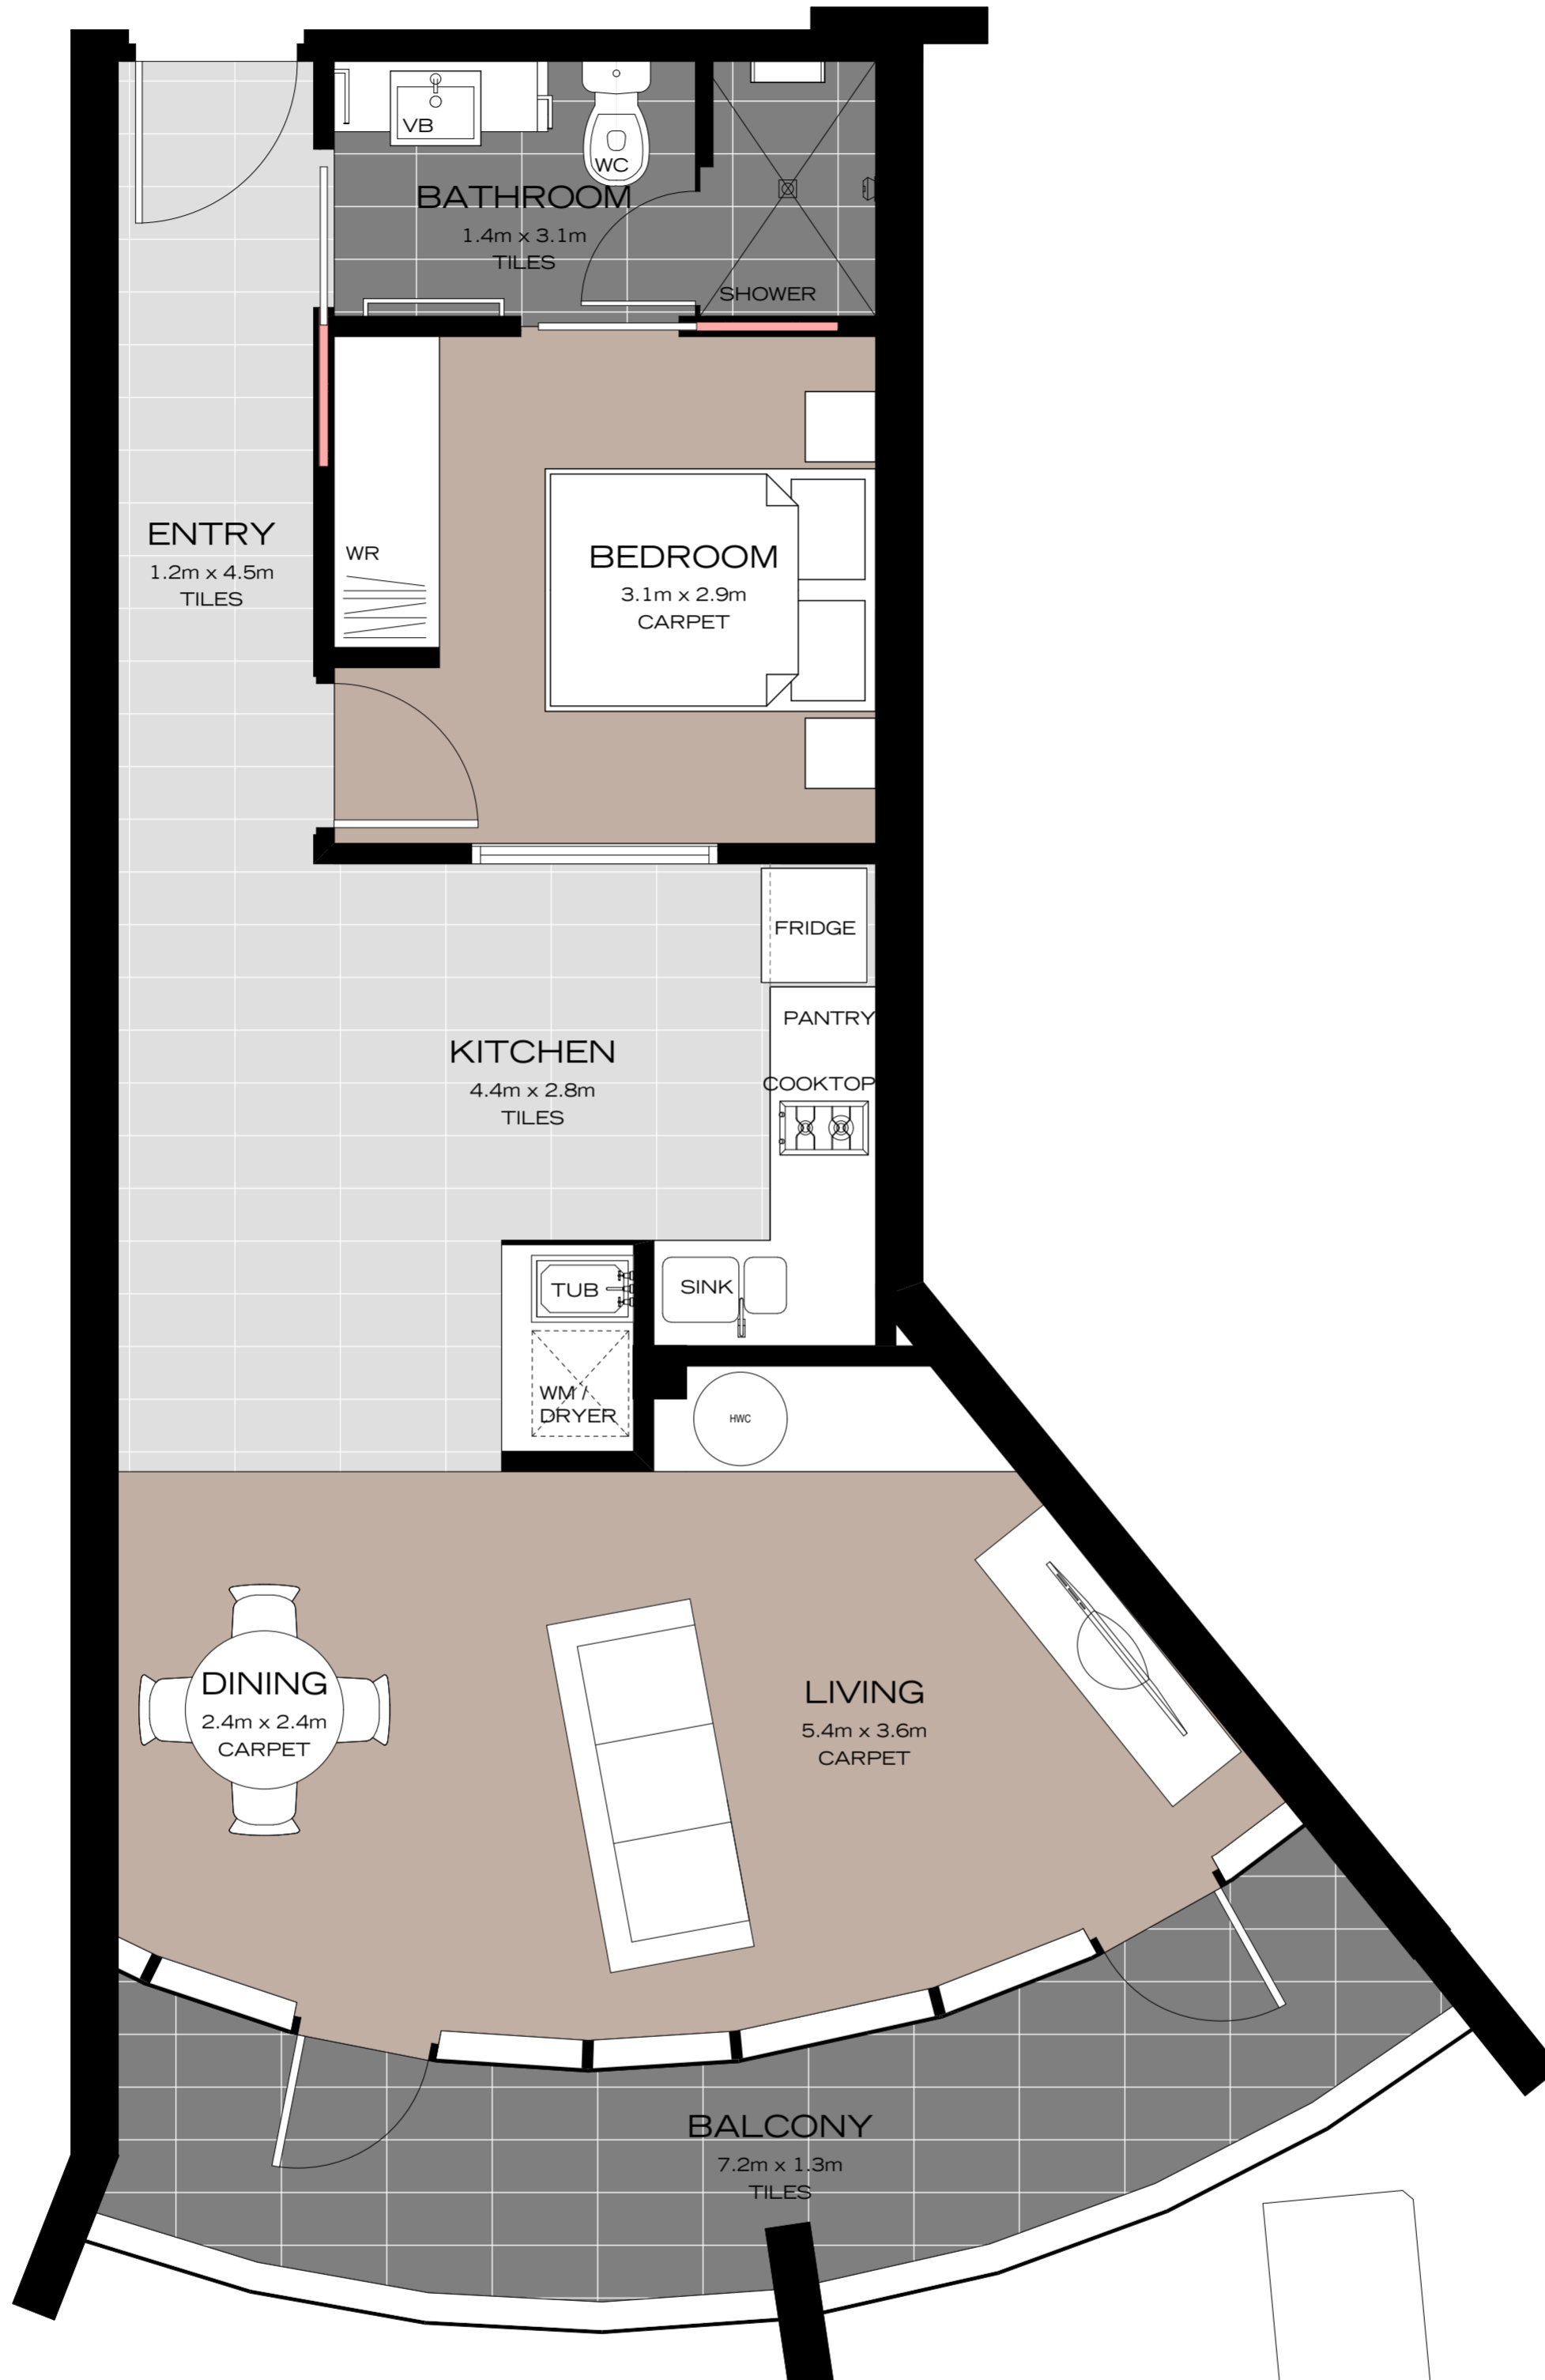 VB
WC
BATHROOM
1.4m x 3.1m
TILES
SHOWER
ENTRY
1.2m x 4.5m
TILES
WR
BEDROOM
3.1m x 2.9m
CARPET
FRIDGE
PANTRY
COOKTOP
KITCHEN
4.4m x 2.8m
TILES
TUB
SINK
WM /
DRYER
HWC
DINING
2.4m x 2.4m
CARPET
LIVING
5.4m x 3.6m
CARPET
BALCONY
7.2m x 1.3m
TILES